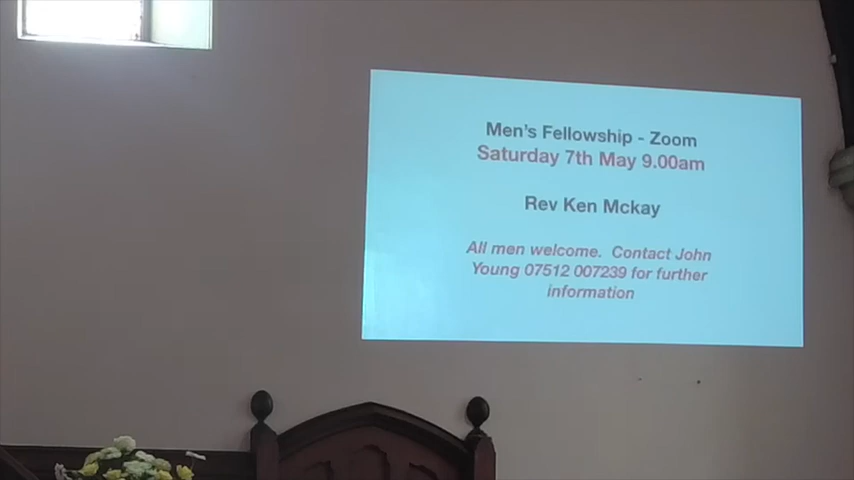 Men's Fellowship - Zoom
Saturday 7th May 9.00am
Rev Ken Mckay
All men welcome. Contact John
Young 07512 007239 for further
information